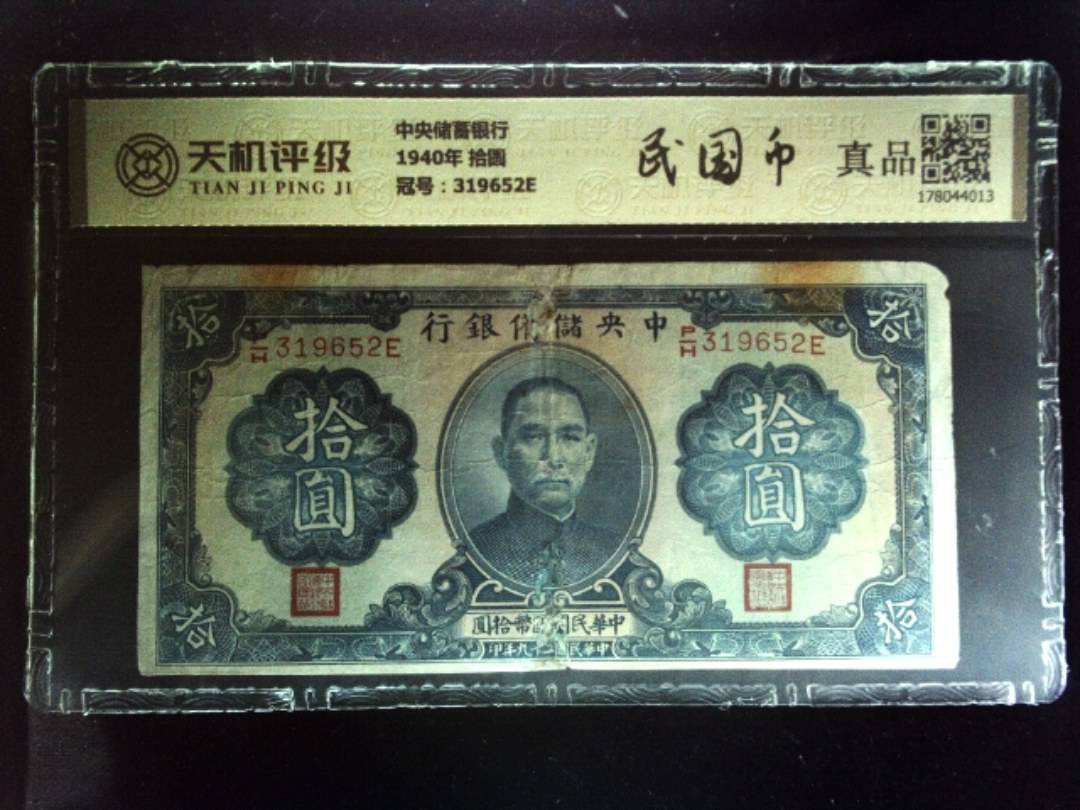 天机评级
TIAN JI PING JI
中央储蓄银行
1940年 拾圆
冠号：319652E
民国币
真品
178044013
拾
拾
行銀備儲央中
319652E
P/H 319652E
拾圓
拾圓
圓拾幣國民華中
印年九十二國民華中
拾
拾